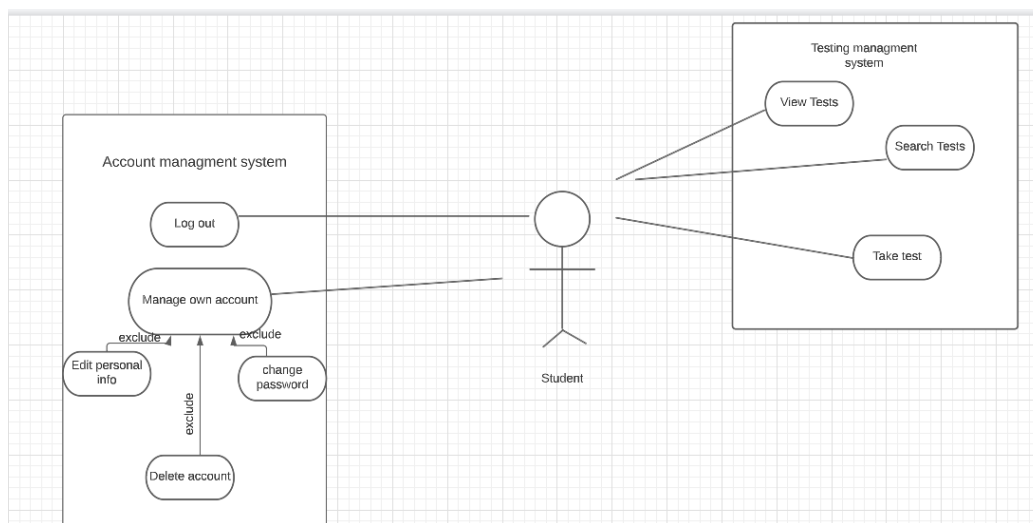 Testing managment
system
View Tests
Search Tests
Take test
Account managment system
Log out
Manage own account
exclude
exclude
Edit personal
info
change
password
exclude
Delete account
Student